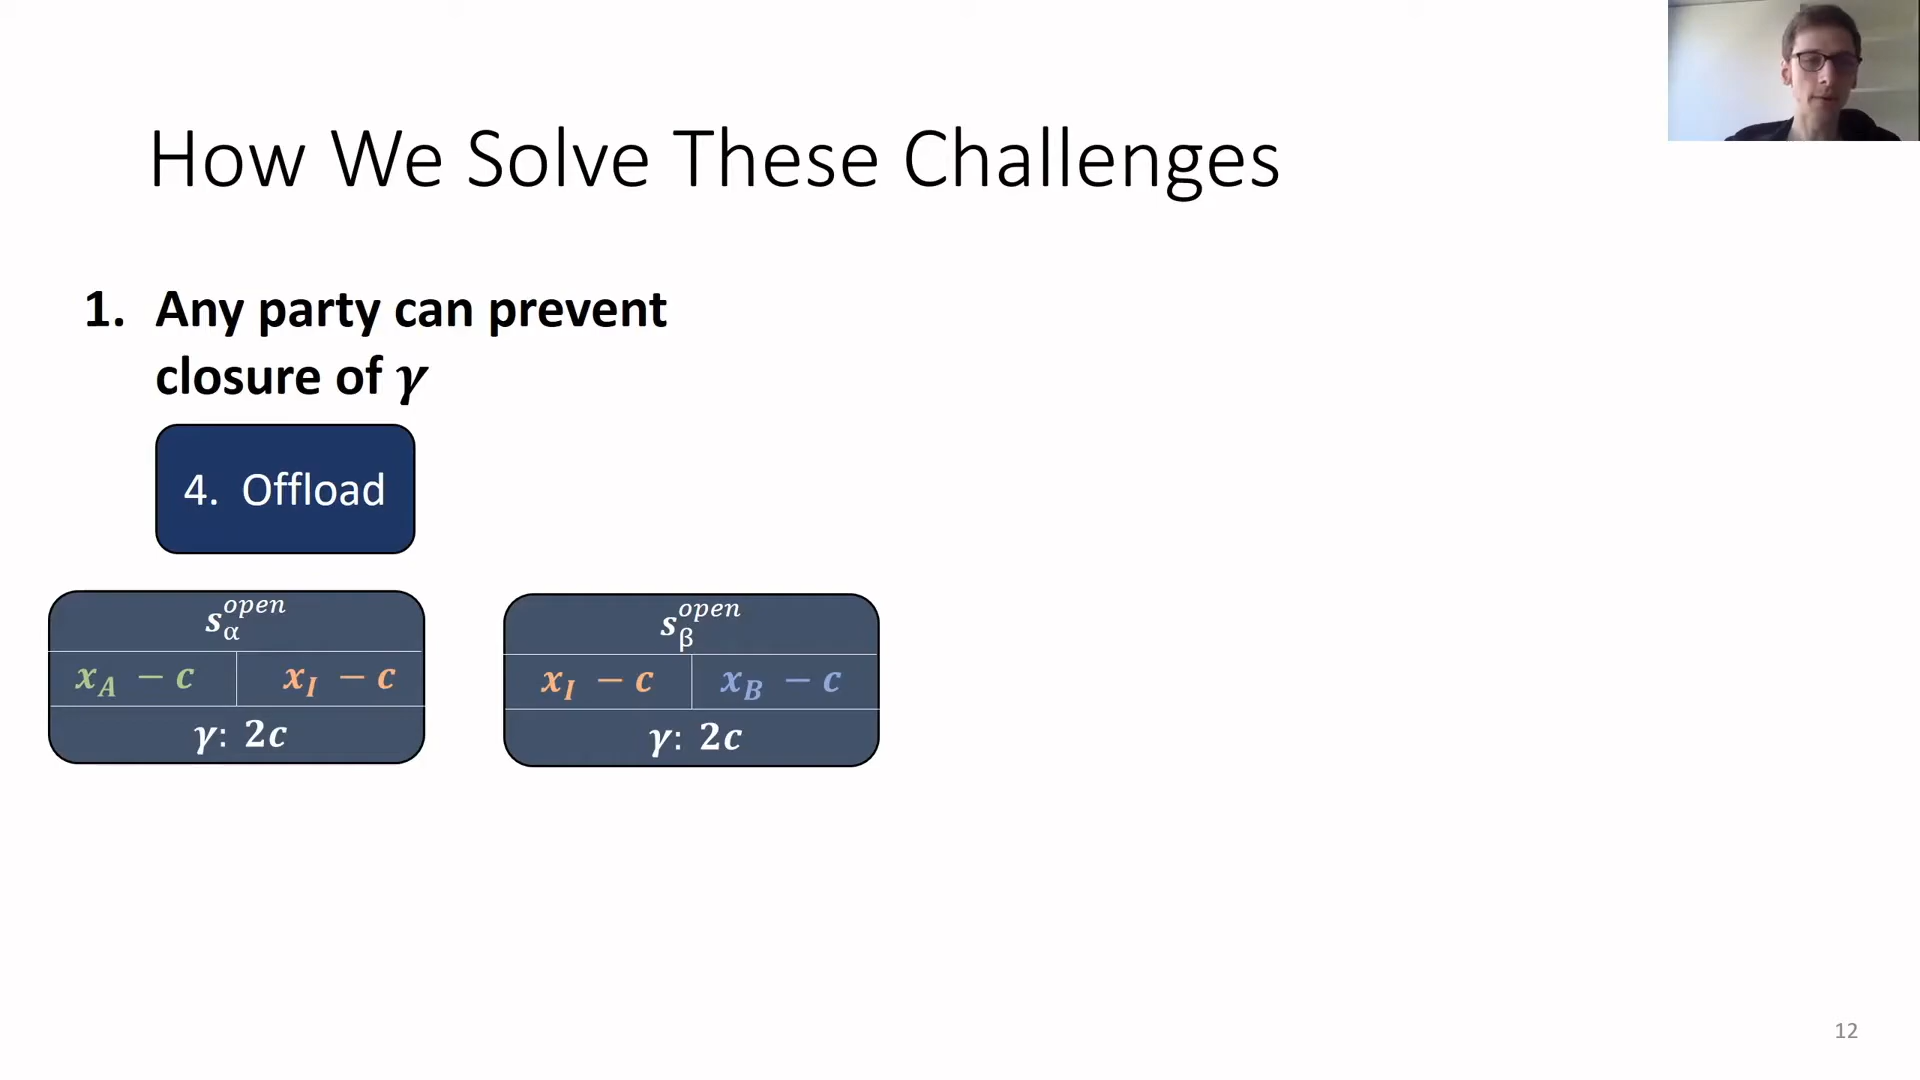 How We Solve These Challenges
1. Any party can prevent
closure of γ
4. Offload
s_α^open
x_A − c x_I − c
γ: 2c
s_β^open
x_I − c x_B − c
γ: 2c
12